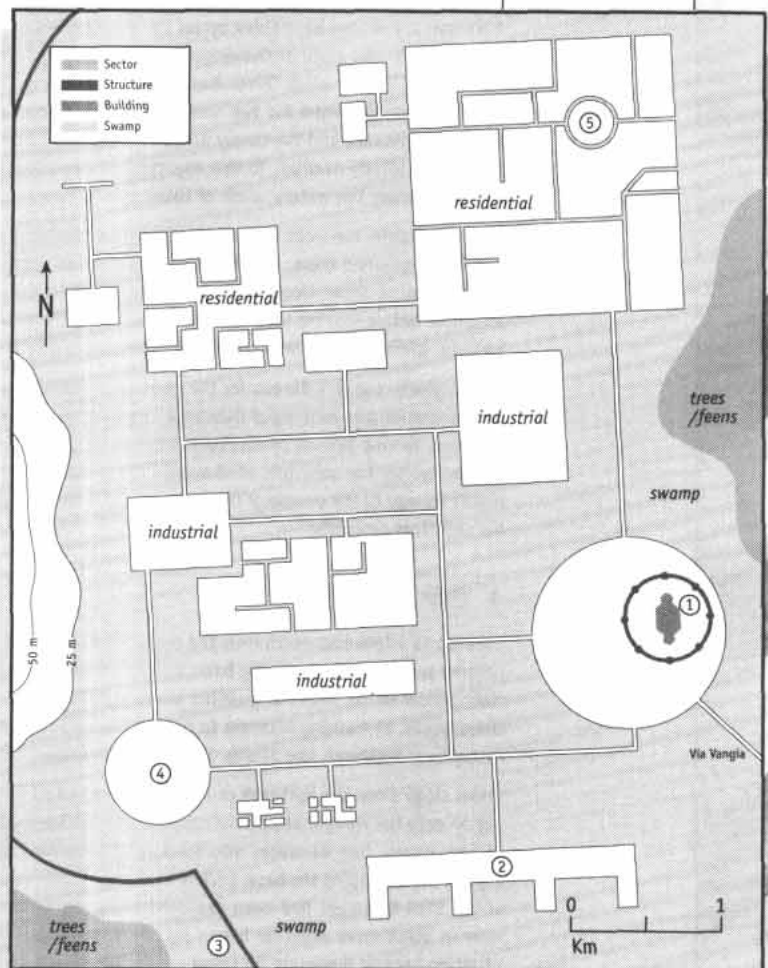 Sector
Structure
Building
Swamp
5
residential
N
residential
trees
/feens
industrial
swamp
industrial
1
50 m
25 m
industrial
Via Vangia
4
2
0 1
Km
trees
/feens
swamp
3